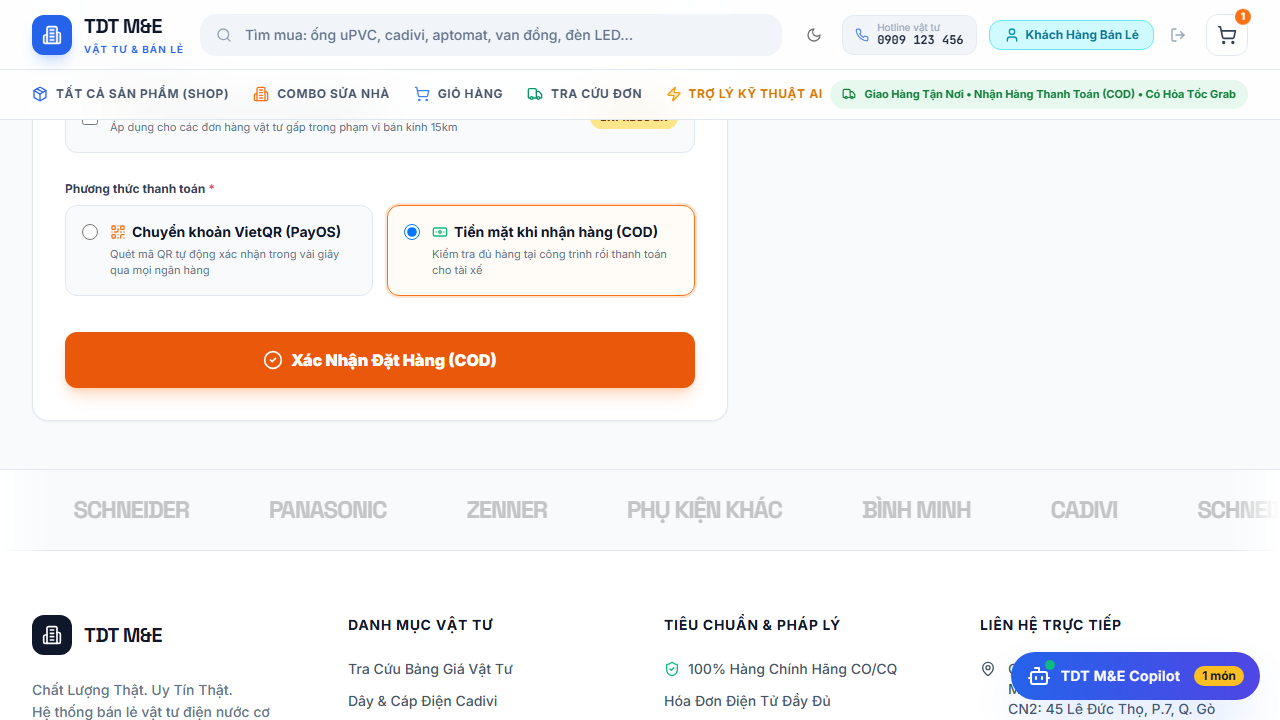 TDT M&E
VẬT TƯ & BÁN LẺ
Tìm mua: ống uPVC, cadivi, aptomat, van đồng, đèn LED...
Hotline vật tư
0909 123 456
Khách Hàng Bán Lẻ
1
TẤT CẢ SẢN PHẨM (SHOP)
COMBO SỬA NHÀ
GIỎ HÀNG
TRA CỨU ĐƠN
TRỢ LÝ KỸ THUẬT AI
Giao Hàng Tận Nơi • Nhận Hàng Thanh Toán (COD) • Có Hỏa Tốc Grab
Áp dụng cho các đơn hàng vật tư gấp trong phạm vi bán kính 15km
Phương thức thanh toán *
Chuyển khoản VietQR (PayOS)
Quét mã QR tự động xác nhận trong vài giây
qua mọi ngân hàng
Tiền mặt khi nhận hàng (COD)
Kiểm tra đủ hàng tại công trình rồi thanh toán
cho tài xế
Xác Nhận Đặt Hàng (COD)
SCHNEIDER
PANASONIC
ZENNER
PHỤ KIỆN KHÁC
BÌNH MINH
CADIVI
TDT M&E
Chất Lượng Thật. Uy Tín Thật.
Hệ thống bán lẻ vật tư điện nước cơ
DANH MỤC VẬT TƯ
Tra Cứu Bảng Giá Vật Tư
Dây & Cáp Điện Cadivi
TIÊU CHUẨN & PHÁP LÝ
100% Hàng Chính Hãng CO/CQ
Hóa Đơn Điện Tử Đầy Đủ
LIÊN HỆ TRỰC TIẾP
TDT M&E Copilot
1 món
CN2: 45 Lê Đức Thọ, P.7, Q. Gò